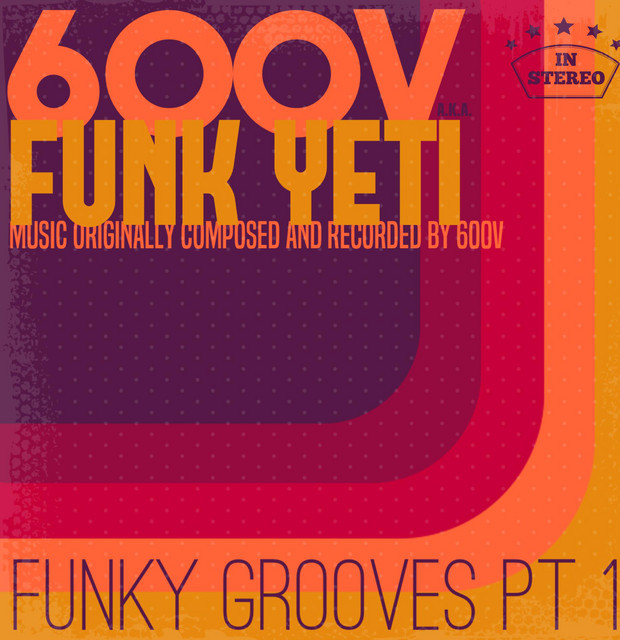 600V
A.K.A.
FUNK YETI
MUSIC ORIGINALLY COMPOSED AND RECORDED BY 600V
IN
STEREO
FUNKY GROOVES PT 1